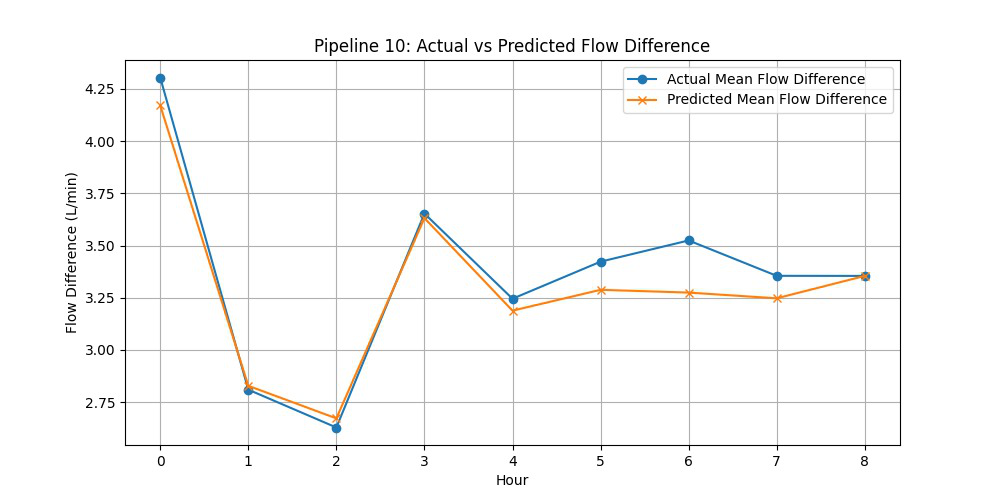 Pipeline 10: Actual vs Predicted Flow Difference
Actual Mean Flow Difference
Predicted Mean Flow Difference
Flow Difference (L/min)
4.25
4.00
3.75
3.50
3.25
3.00
2.75
0 1 2 3 4 5 6 7 8
Hour